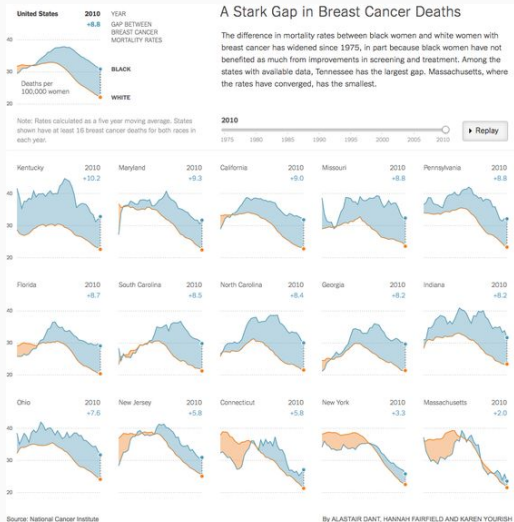 A Stark Gap in Breast Cancer Deaths
The difference in mortality rates between black women and white women with
breast cancer has widened since 1975, in part because black women have not
benefited as much from improvements in screening and treatment. Among the
states with available data, Tennessee has the largest gap. Massachusetts, where
the rates have converged, has the smallest.
United States 2010 YEAR
+8.8 GAP BETWEEN
BREAST CANCER
MORTALITY RATES
40
30
20
BLACK
WHITE
Deaths per
100,000 women
Note: Rates calculated as a five year moving average. States
shown have at least 16 breast cancer deaths for both races in
each year.
2010
1975 1980 1985 1990 1995 2000 2005 2010
Replay
Kentucky 2010 Maryland 2010 California 2010 Missouri 2010 Pennsylvania 2010
+10.2 +9.3 +9.0 +8.8 +8.8
40
30
20
Florida 2010 South Carolina 2010 North Carolina 2010 Georgia 2010 Indiana 2010
+8.7 +8.5 +8.4 +8.2 +8.2
40
30
20
Ohio 2010 New Jersey 2010 Connecticut 2010 New York 2010 Massachusetts 2010
+7.6 +5.8 +5.8 +3.3 +2.0
40
30
20
Source: National Cancer Institute
By ALASTAIR DANT, HANNAH FAIRFIELD AND KAREN YOURISH